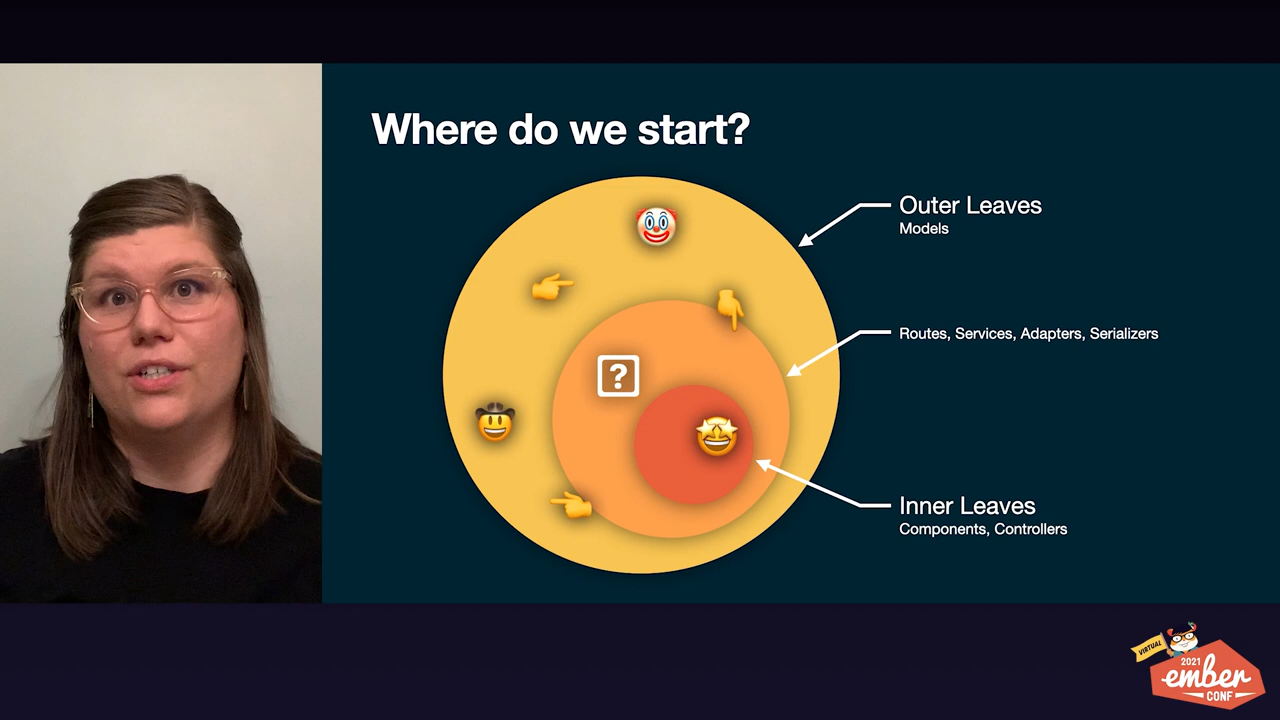 Where do we start?
Outer Leaves
Models
Routes, Services, Adapters, Serializers
?
Inner Leaves
Components, Controllers
VIRTUAL
2021
ember
CONF